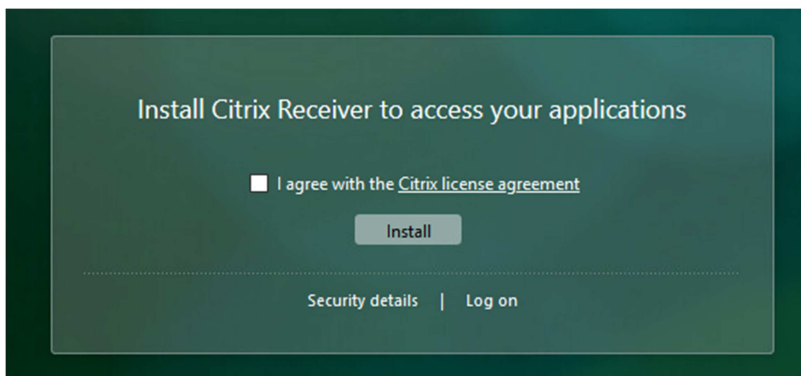 Install Citrix Receiver to access your applications
I agree with the Citrix license agreement
Install
Security details | Log on